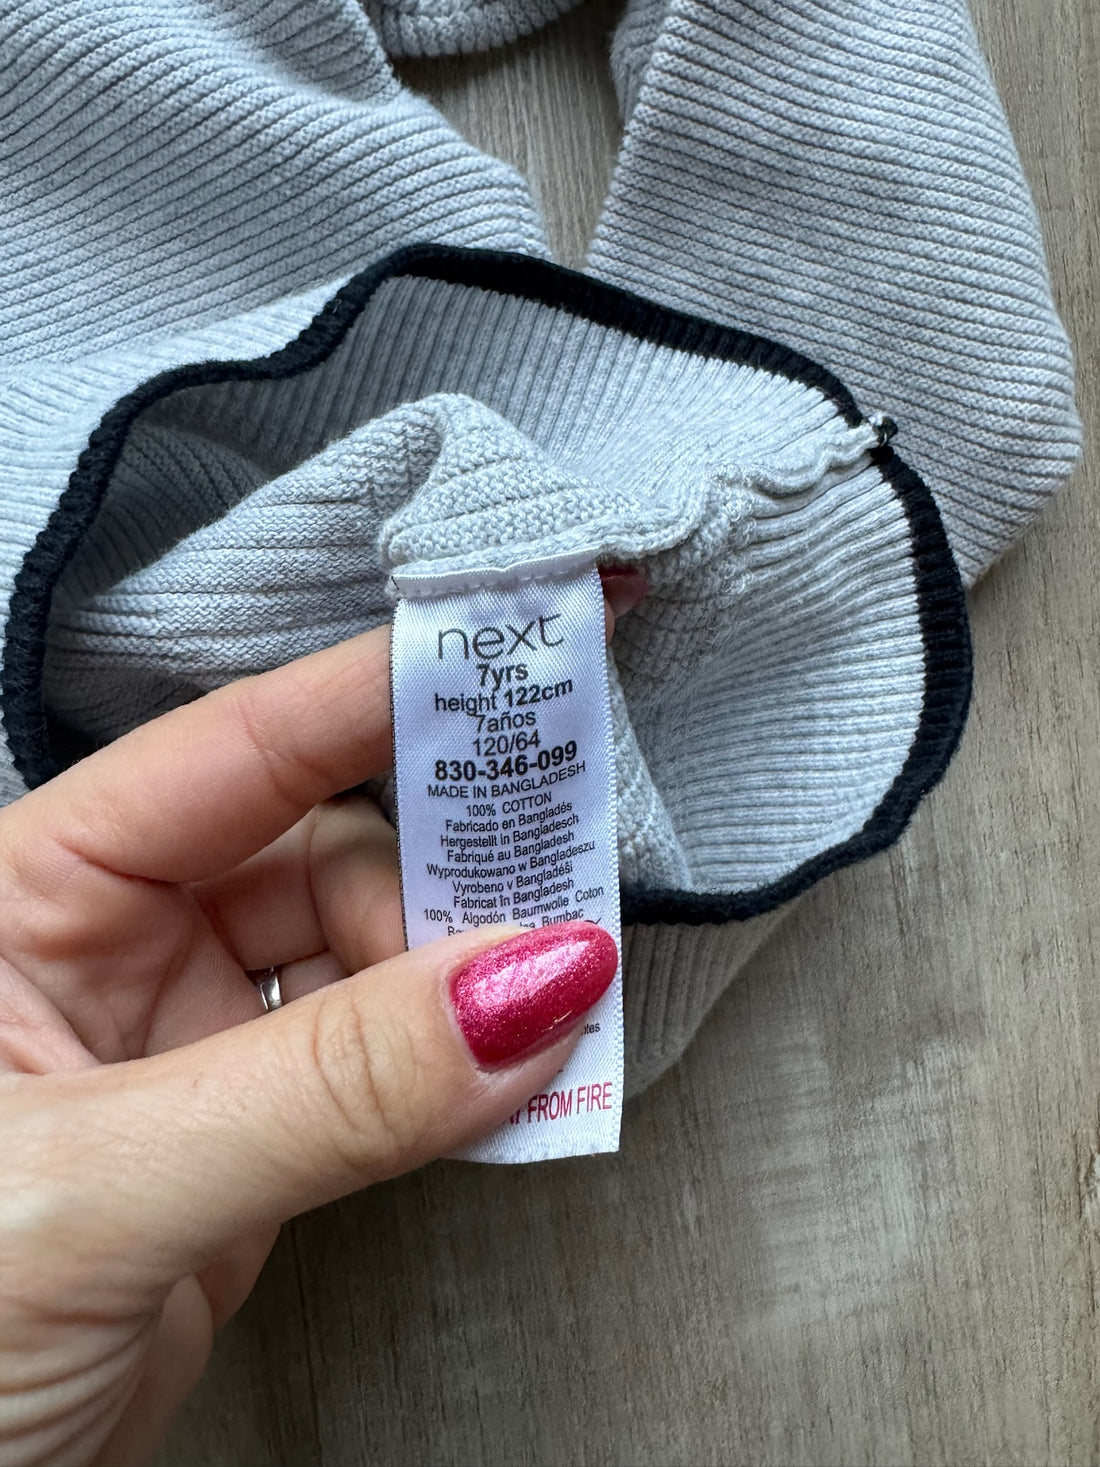 next
7yrs
height 122cm
7años
120/64
830-346-099
MADE IN BANGLADESH
100% COTTON
Fabricado en Bangladés
Hergestellt in Bangladesch
Fabriqué au Bangladesh
Wyprodukowano w Bangladeszu
Vyrobeno v Bangladéši
Fabricat în Bangladesh
100% Algodón Baumwolle Coton
Bumbac
FROM FIRE